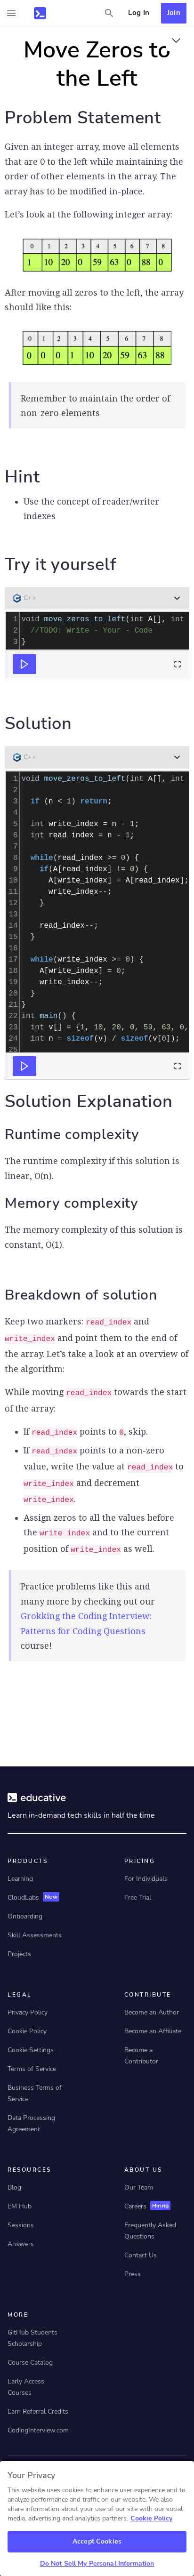 Log In
Join
Move Zeros to
the Left
Problem Statement
Given an integer array, move all elements
that are 0 to the left while maintaining the
order of other elements in the array. The
array has to be modified in-place.
Let’s look at the following integer array:
0 1 2 3 4 5 6 7 8
1 10 20 0 59 63 0 88 0
After moving all zeros to the left, the array
should like this:
0 1 2 3 4 5 6 7 8
0 0 0 1 10 20 59 63 88
Remember to maintain the order of
non-zero elements
Hint
Use the concept of reader/writer
indexes
Try it yourself
C++
1 void move_zeros_to_left(int A[], int
2 //TODO: Write - Your - Code
3 }
Solution
C++
1 void move_zeros_to_left(int A[], int
2
3 if (n < 1) return;
4
5 int write_index = n - 1;
6 int read_index = n - 1;
7
8 while(read_index >= 0) {
9 if(A[read_index] != 0) {
10 A[write_index] = A[read_index];
11 write_index--;
12 }
13
14 read_index--;
15 }
16
17 while(write_index >= 0) {
18 A[write_index] = 0;
19 write_index--;
20 }
21 }
22 int main() {
23 int v[] = {1, 10, 20, 0, 59, 63, 0,
24 int n = sizeof(v) / sizeof(v[0]);
25
Solution Explanation
Runtime complexity
The runtime complexity if this solution is
linear, O(n).
Memory complexity
The memory complexity of this solution is
constant, O(1).
Breakdown of solution
Keep two markers: read_index and
write_index and point them to the end of
the array. Let’s take a look at an overview of
the algorithm:
While moving read_index towards the start
of the array:
If read_index points to 0, skip.
If read_index points to a non-zero
value, write the value at read_index to
write_index and decrement
write_index.
Assign zeros to all the values before
the write_index and to the current
position of write_index as well.
Practice problems like this and
many more by checking out our
Grokking the Coding Interview:
Patterns for Coding Questions
course!
educative
Learn in-demand tech skills in half the time
PRODUCTS
Learning
CloudLabs New
Onboarding
Skill Assessments
Projects
PRICING
For Individuals
Free Trial
LEGAL
Privacy Policy
Cookie Policy
Cookie Settings
Terms of Service
Business Terms of
Service
Data Processing
Agreement
CONTRIBUTE
Become an Author
Become an Affiliate
Become a
Contributor
RESOURCES
Blog
EM Hub
Sessions
Answers
ABOUT US
Our Team
Careers Hiring
Frequently Asked
Questions
Contact Us
Press
MORE
GitHub Students
Scholarship
Course Catalog
Early Access
Courses
Earn Referral Credits
CodingInterview.com
Your Privacy
This website uses cookies to enhance user experience and to
analyze performance and traffic on our website. We also
share information about your use of our site with our social
media, advertising and analytics partners. Cookie Policy
Accept Cookies
Do Not Sell My Personal Information